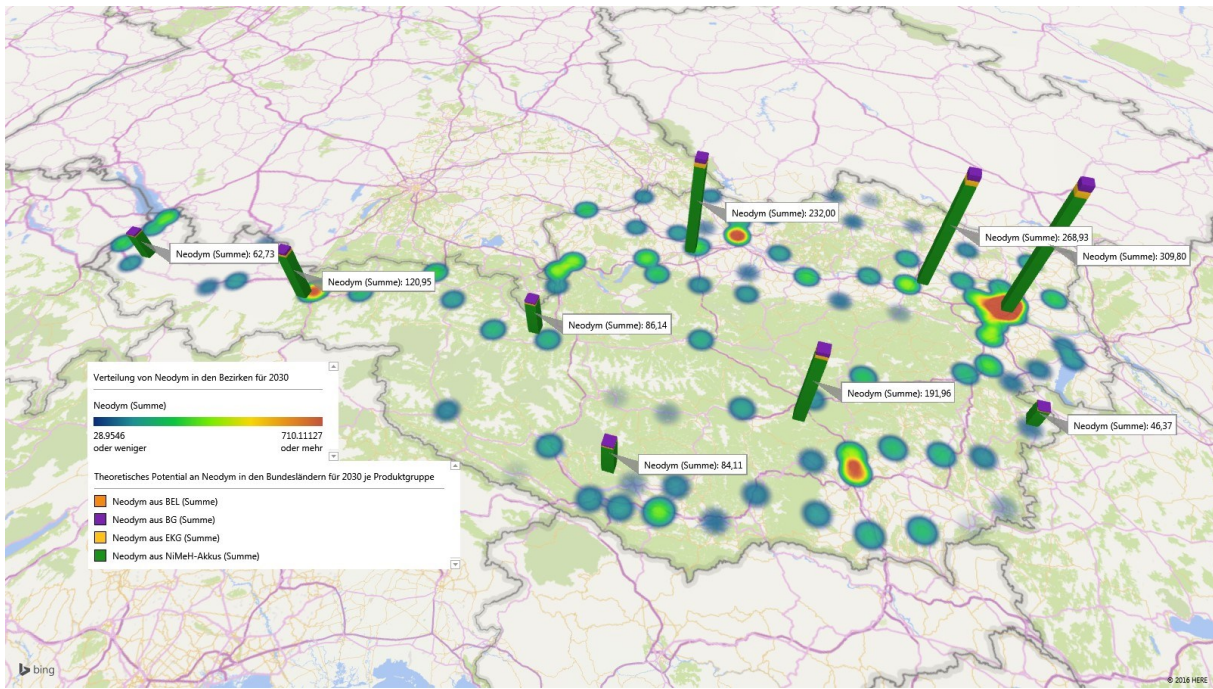 Neodym (Summe): 232,00
Neodym (Summe): 268,93
Neodym (Summe): 62,73
Neodym (Summe): 309,80
Neodym (Summe): 120,95
Neodym (Summe): 86,14
Neodym (Summe): 191,96
Neodym (Summe): 46,37
Neodym (Summe): 84,11
Verteilung von Neodym in den Bezirken für 2030
Neodym (Summe)
28.9546 710.11127
oder weniger oder mehr
Theoretisches Potential an Neodym in den Bundesländern für 2030 je Produktgruppe
Neodym aus BEL (Summe)
Neodym aus BG (Summe)
Neodym aus EKG (Summe)
Neodym aus NiMeH-Akkus (Summe)
bing
© 2016 HERE